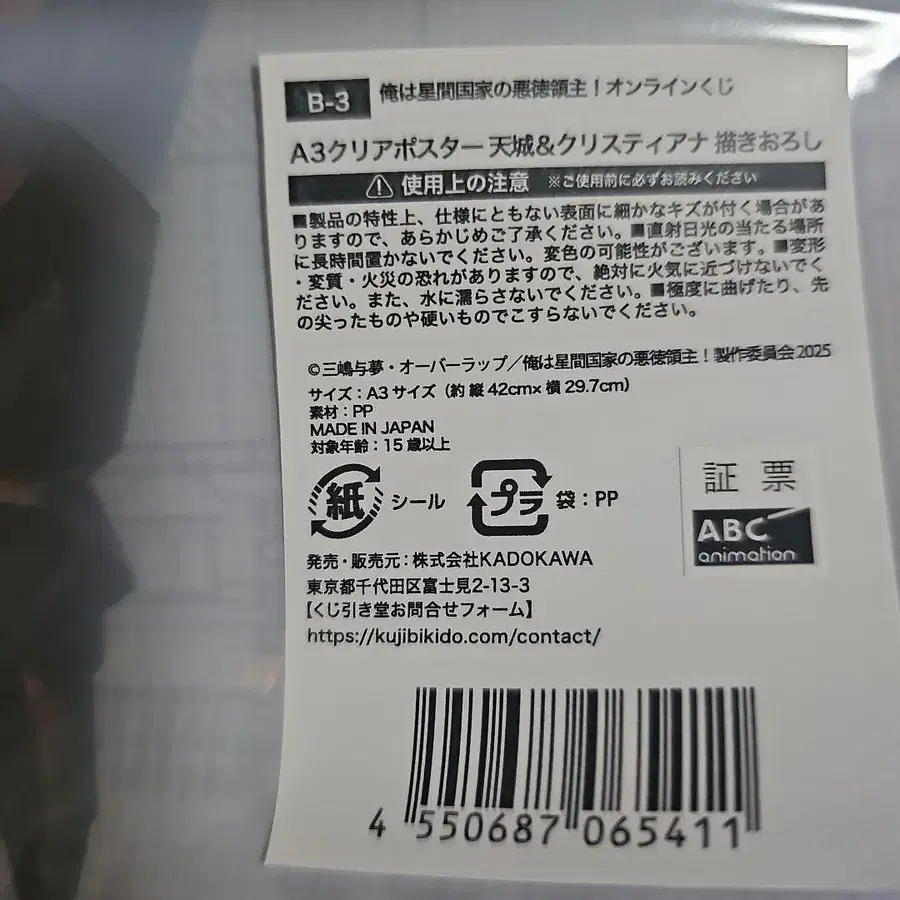 B-3 俺は星間国家の悪徳領主！オンラインくじ
A3クリアポスター 天城&クリスティアナ 描きおろし
使用上の注意 ※ご使用前に必ずお読みください
■製品の特性上、仕様にともない表面に細かなキズが付く場合があ
りますので、あらかじめご了承ください。■直射日光の当たる場所
に長時間置かないでください。変色の可能性がございます。■変形
・変質・火災の恐れがありますので、絶対に火気に近づけないでく
ださい。また、水に濡らさないでください。■極度に曲げたり、先
の尖ったものや硬いものでこすらないでください。
©三嶋与夢・オーバーラップ／俺は星間国家の悪徳領主！製作委員会2025
サイズ：A3サイズ（約 縦42cm×横29.7cm）
素材：PP
MADE IN JAPAN
対象年齢：15歳以上
紙 シール プラ 袋：PP
証票
ABC
animation
発売・販売元：株式会社KADOKAWA
東京都千代田区富士見2-13-3
【くじ引き堂お問合せフォーム】
https://kujibikido.com/contact/
4 550687 065411